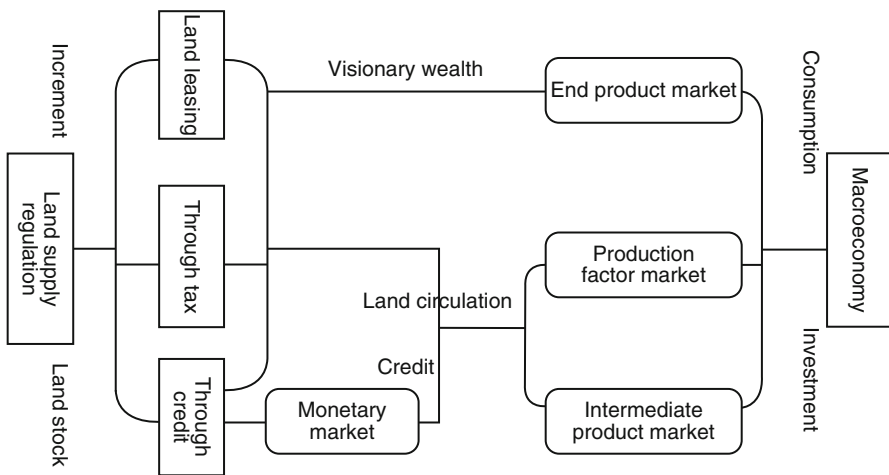 Increment
Land supply
regulation
Land stock
Land leasing
Through tax
Through
credit
Visionary wealth
Land circulation
Credit
Monetary
market
End product market
Production
factor market
Intermediate
product market
Consumption
Investment
Macroeconomy